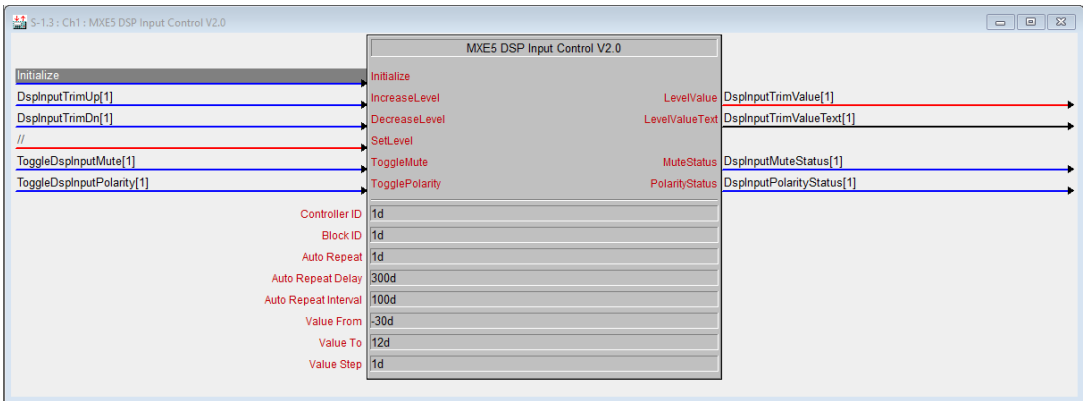 S-1.3 : Ch1 : MXE5 DSP Input Control V2.0
MXE5 DSP Input Control V2.0
Initialize Initialize
DspInputTrimUp[1] IncreaseLevel LevelValue DspInputTrimValue[1]
DspInputTrimDn[1] DecreaseLevel LevelValueText DspInputTrimValueText[1]
// SetLevel
ToggleDspInputMute[1] ToggleMute MuteStatus DspInputMuteStatus[1]
ToggleDspInputPolarity[1] TogglePolarity PolarityStatus DspInputPolarityStatus[1]
Controller ID 1d
Block ID 1d
Auto Repeat 1d
Auto Repeat Delay 300d
Auto Repeat Interval 100d
Value From -30d
Value To 12d
Value Step 1d